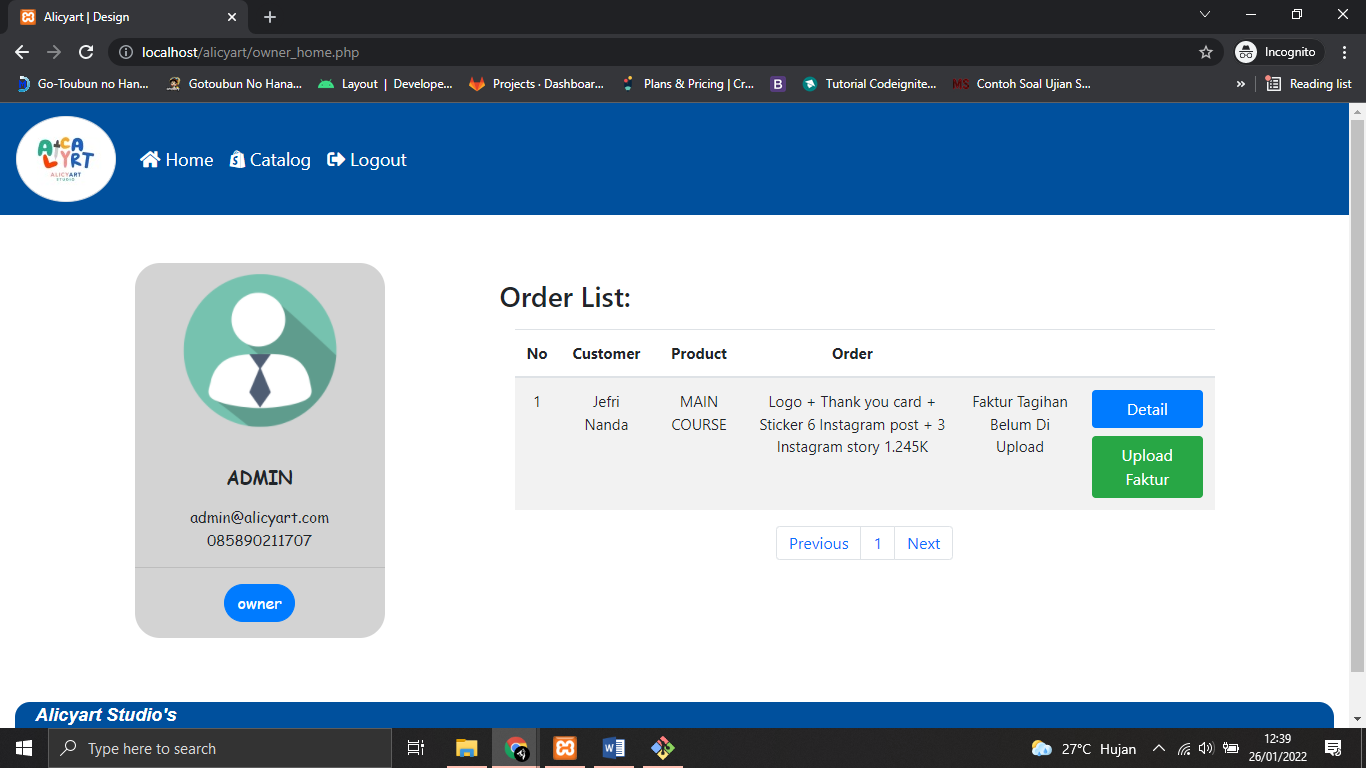 Alicyart | Design
localhost/alicyart/owner_home.php
Incognito
Go-Toubun no Han...
Gotoubun No Hana...
Layout | Develope...
Projects · Dashboar...
Plans & Pricing | Cr...
B
Tutorial Codeignite...
MS Contoh Soal Ujian S...
»
Reading list
ALICYART
ALICYART
STUDIO
Home
Catalog
Logout
Order List:
No Customer Product Order
1
Jefri
Nanda
MAIN
COURSE
Logo + Thank you card +
Sticker 6 Instagram post + 3
Instagram story 1.245K
Faktur Tagihan
Belum Di
Upload
Detail
Upload
Faktur
Previous 1 Next
ADMIN
admin@alicyart.com
085890211707
owner
Alicyart Studio's
Type here to search
27°C Hujan
12:39
26/01/2022